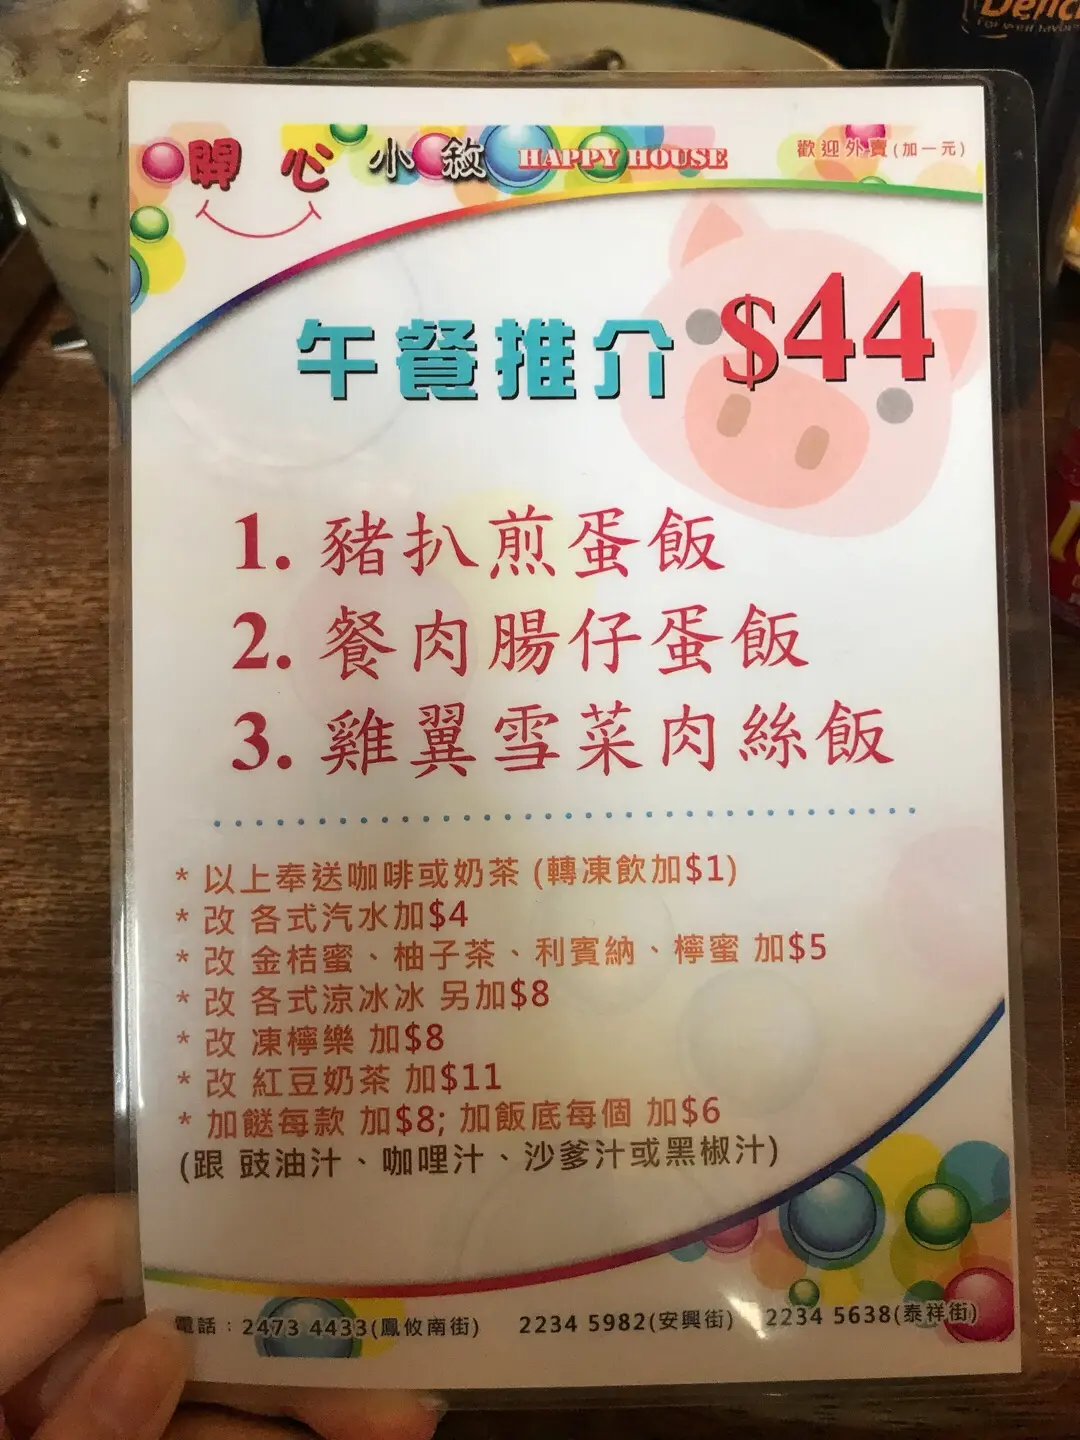 開心小敘 HAPPY HOUSE
歡迎外賣(加一元)
午餐推介 $44
1. 豬扒煎蛋飯
2. 餐肉腸仔蛋飯
3. 雞翼雪菜肉絲飯
* 以上奉送咖啡或奶茶 (轉凍飲加$1)
* 改 各式汽水加$4
* 改 金桔蜜、柚子茶、利賓納、檸蜜 加$5
* 改 各式涼冰冰 另加$8
* 改 凍檸樂 加$8
* 改 紅豆奶茶 加$11
* 加餸每款 加$8; 加飯底每個 加$6
(跟 豉油汁、咖哩汁、沙爹汁或黑椒汁)
電話：2473 4433(鳳攸南街) 2234 5982(安興街) 2234 5638(泰祥街)